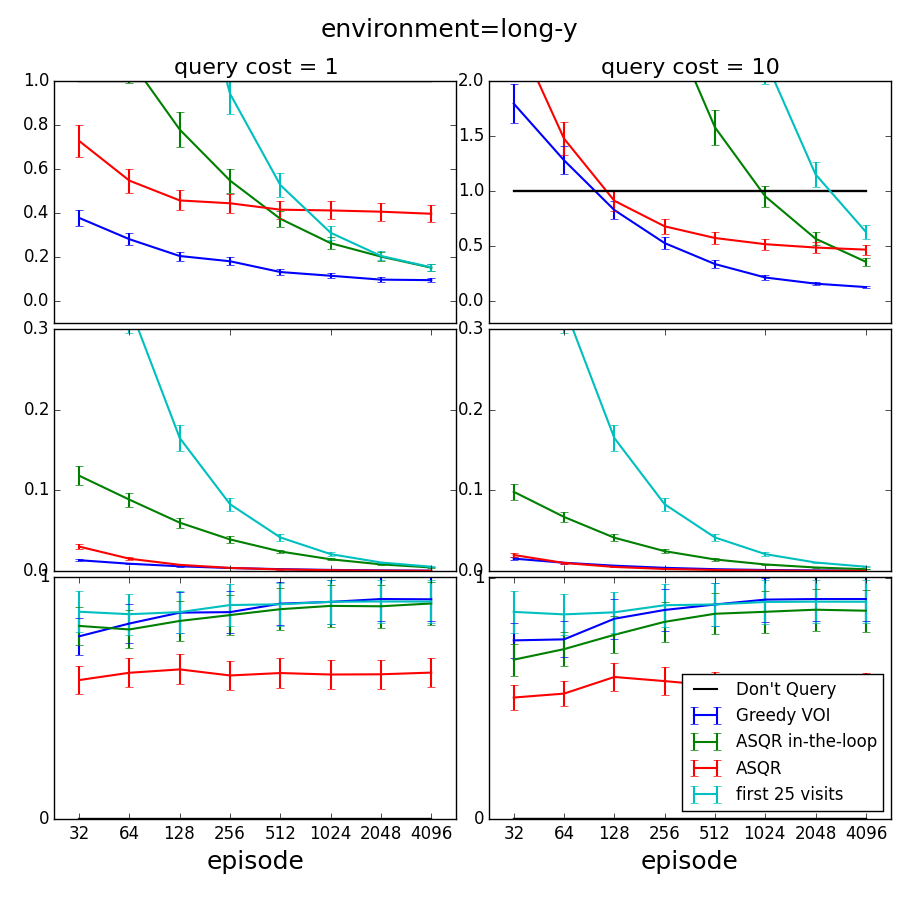 environment=long-y
query cost = 1
query cost = 10
1.0
0.8
0.6
0.4
0.2
0.0
2.0
1.5
1.0
0.5
0.0
0.3
0.2
0.1
0.0
0.3
0.2
0.1
0.0
1
0
1
0
Don't Query
Greedy VOI
ASQR in-the-loop
ASQR
first 25 visits
32 64 128 256 512 1024 2048 4096
32 64 128 256 512 1024 2048 4096
episode
episode